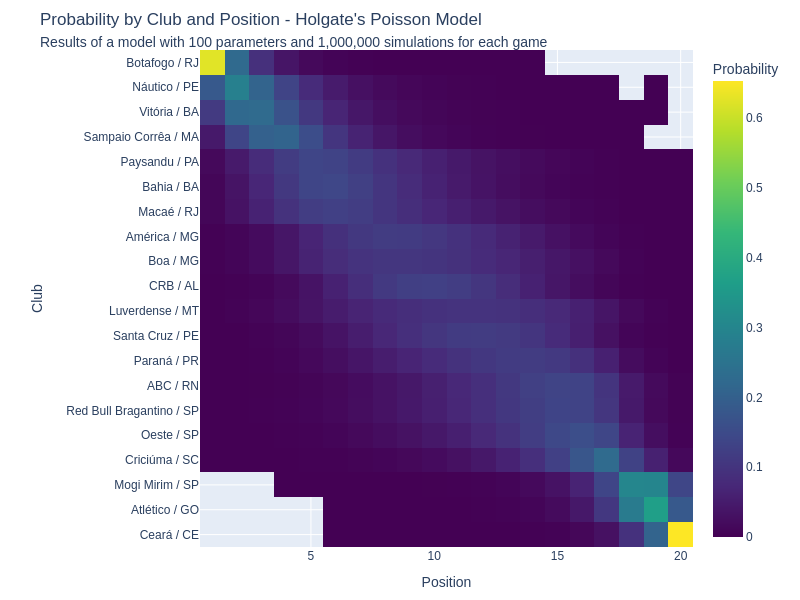 Probability by Club and Position - Holgate's Poisson Model
Results of a model with 100 parameters and 1,000,000 simulations for each game
Probability
Botafogo / RJ
Náutico / PE
Vitória / BA
Sampaio Corrêa / MA
Paysandu / PA
Bahia / BA
Macaé / RJ
América / MG
Boa / MG
CRB / AL
Luverdense / MT
Santa Cruz / PE
Paraná / PR
ABC / RN
Red Bull Bragantino / SP
Oeste / SP
Criciúma / SC
Mogi Mirim / SP
Atlético / GO
Ceará / CE
Club
5
10
15
20
Position
0.6
0.5
0.4
0.3
0.2
0.1
0